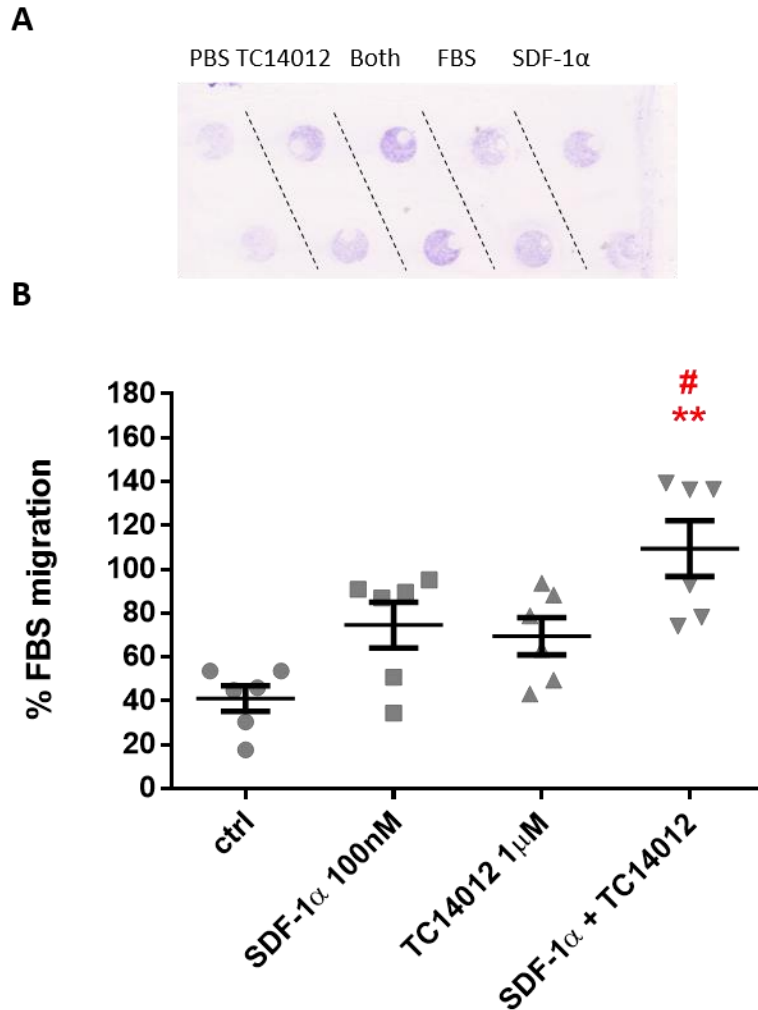 A
PBS TC14012 Both FBS SDF-1α
B
#
**
180
160
140
120
100
80
60
40
20
0
% FBS migration
ctrl
SDF-1α 100nM
TC14012 1μM
SDF-1α + TC14012